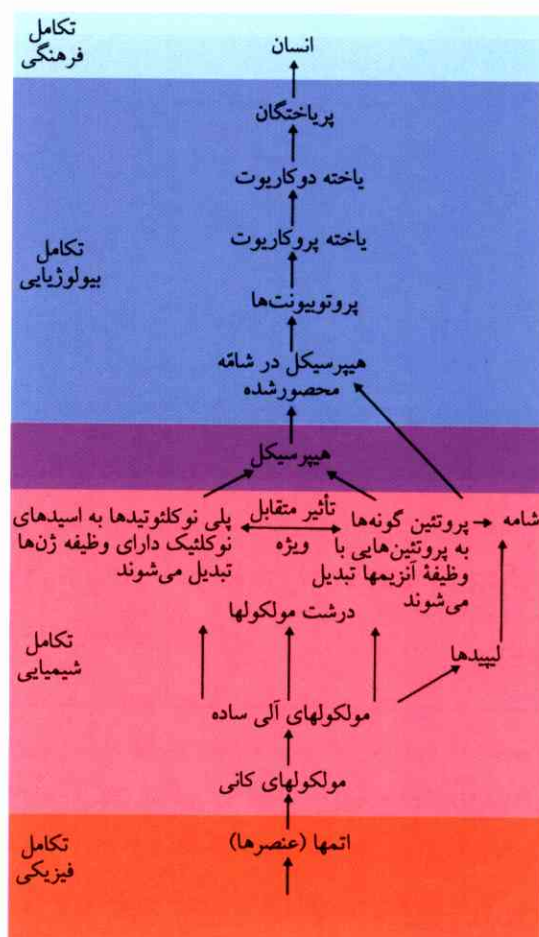 تکامل
فرهنگی
انسان
پریاختگان
یاخته دوکاریوت
یاخته پروکاریوت
تکامل
بیولوژیایی
پروتوبیونت‌ها
هیپرسیکل در شامّه
محصورشده
هیپرسیکل
شامه
پروتئین گونه‌ها
به پروتئین‌هایی با
وظیفهٔ آنزیمها تبدیل
می‌شوند
تأثیر متقابل
ویژه
پلی نوکلئوتیدها به اسیدهای
نوکلئیک دارای وظیفه ژن‌ها
تبدیل می‌شوند
درشت مولکولها
تکامل
شیمیایی
لیپیدها
مولکولهای آلی ساده
مولکولهای کانی
تکامل
فیزیکی
اتمها (عنصرها)